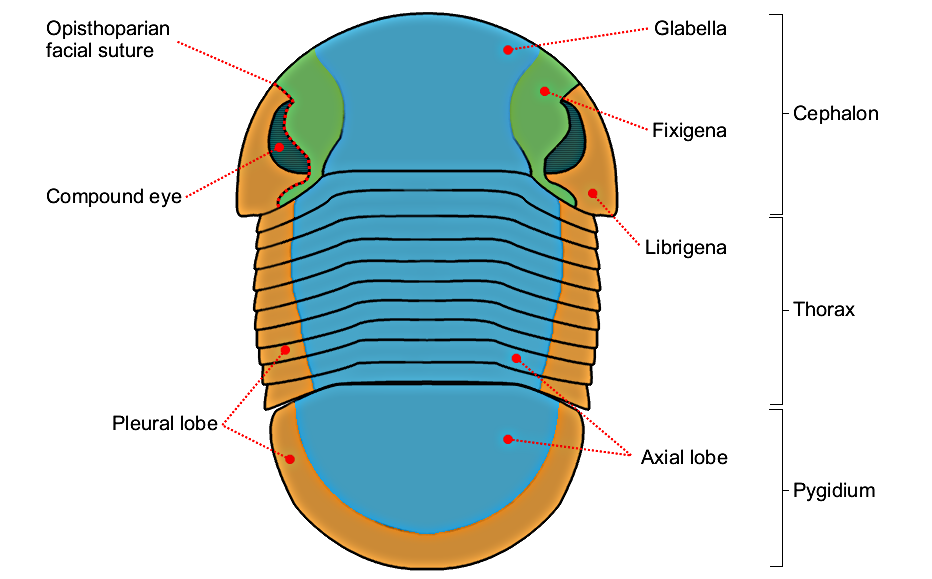 Opisthoparian
facial suture
Glabella
Cephalon
Fixigena
Compound eye
Librigena
Thorax
Pleural lobe
Axial lobe
Pygidium